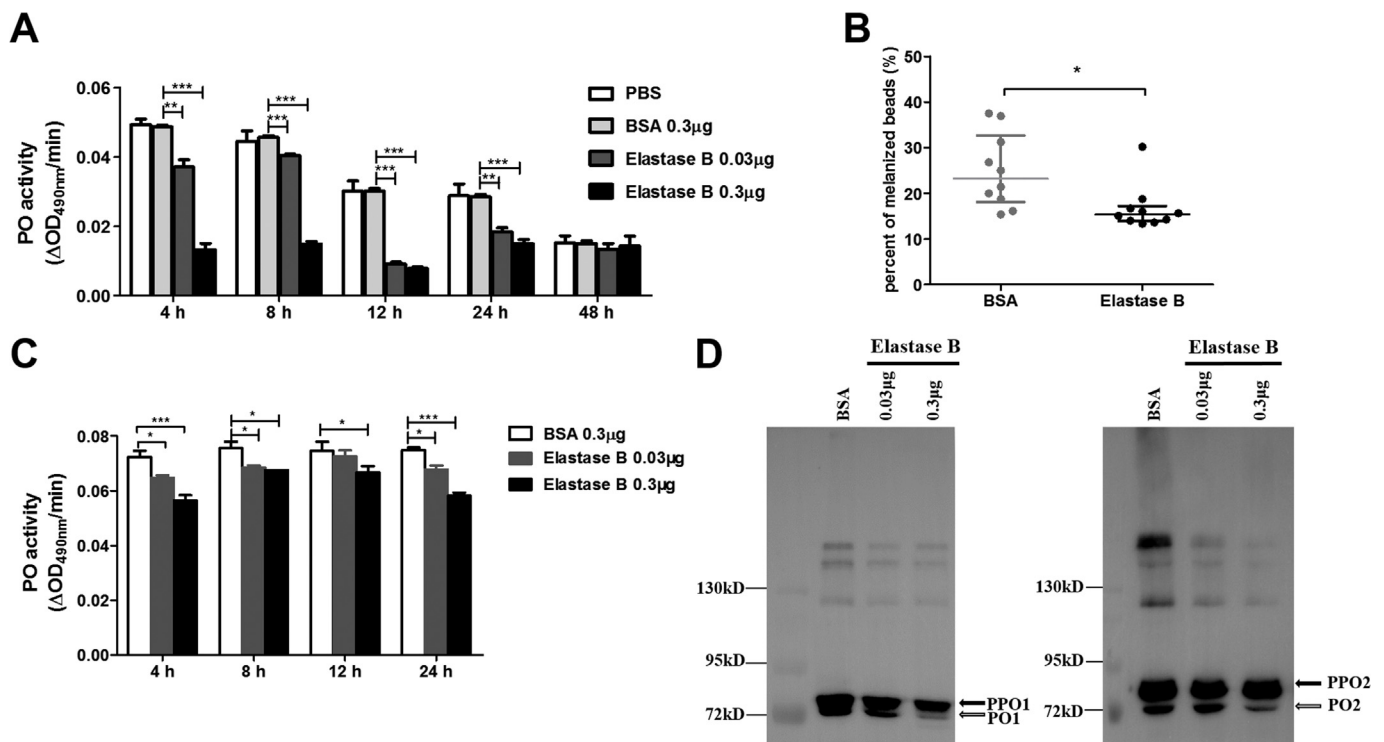 A
PO activity
(ΔOD490nm/min)
0.06
0.04
0.02
0.00
***
**
***
***
***
***
***
**
4 h
8 h
12 h
24 h
48 h
PBS
BSA 0.3μg
Elastase B 0.03μg
Elastase B 0.3μg
B
percent of melanized beads (%)
50
40
30
20
10
0
*
BSA
Elastase B
C
PO activity
(ΔOD490nm/min)
0.08
0.06
0.04
0.02
0.00
***
*
*
*
*
***
*
4 h
8 h
12 h
24 h
BSA 0.3μg
Elastase B 0.03μg
Elastase B 0.3μg
D
Elastase B
BSA
0.03μg
0.3μg
130kD
95kD
72kD
PPO1
PO1
Elastase B
BSA
0.03μg
0.3μg
130kD
95kD
72kD
PPO2
PO2